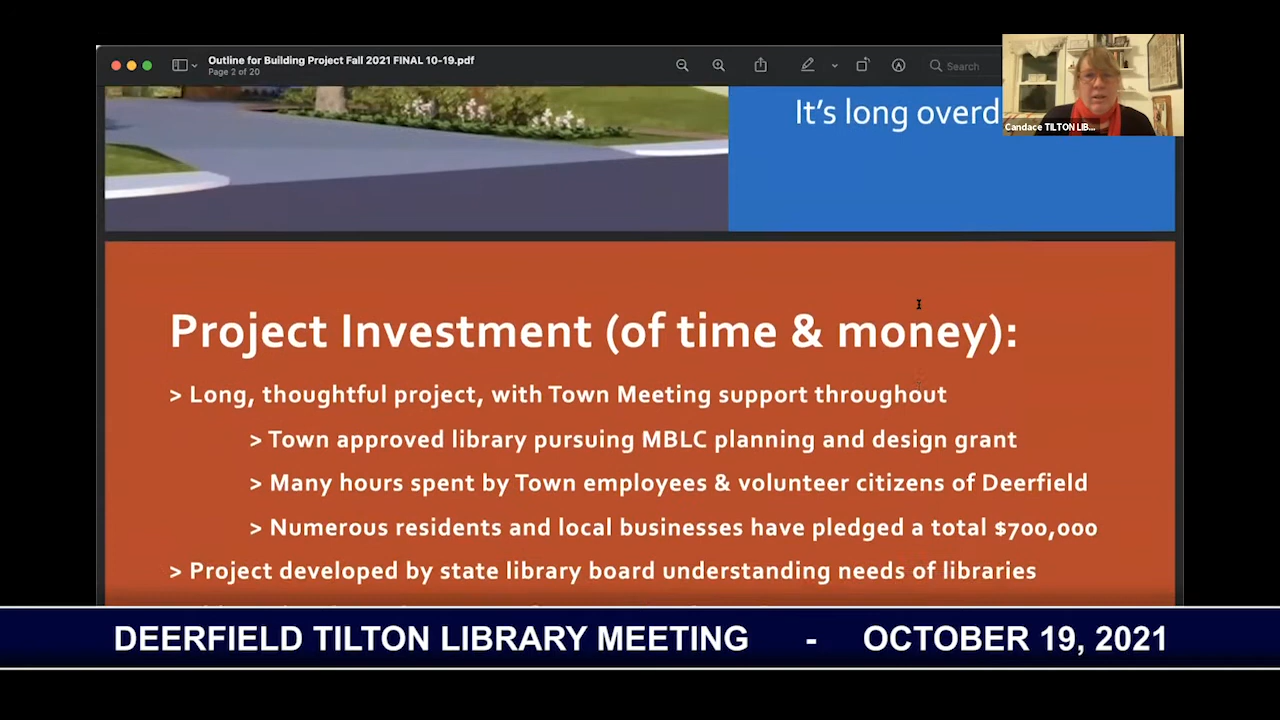 Outline for Building Project Fall 2021 FINAL 10-19.pdf
Page 2 of 20
Search
It's long overd
Candace TILTON LIB...
Project Investment (of time & money):
> Long, thoughtful project, with Town Meeting support throughout
> Town approved library pursuing MBLC planning and design grant
> Many hours spent by Town employees & volunteer citizens of Deerfield
> Numerous residents and local businesses have pledged a total $700,000
> Project developed by state library board understanding needs of libraries
DEERFIELD TILTON LIBRARY MEETING - OCTOBER 19, 2021